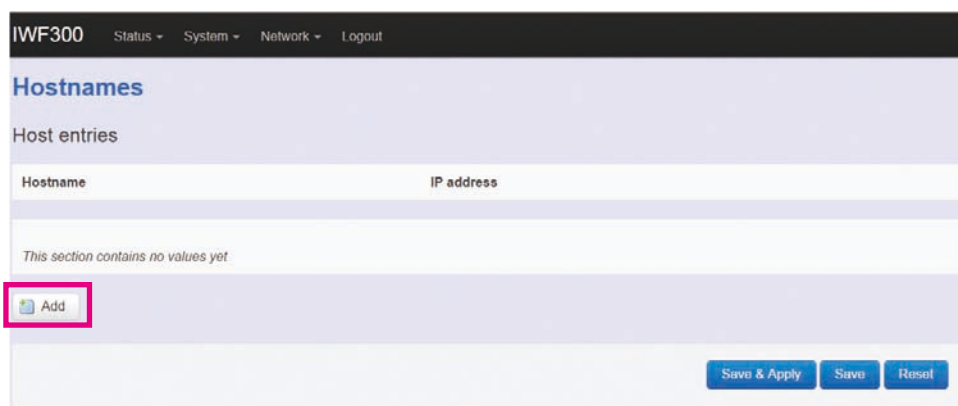 IWF300 Status System Network Logout
Hostnames
Host entries
Hostname IP address
This section contains no values yet
Add
Save & Apply Save Reset